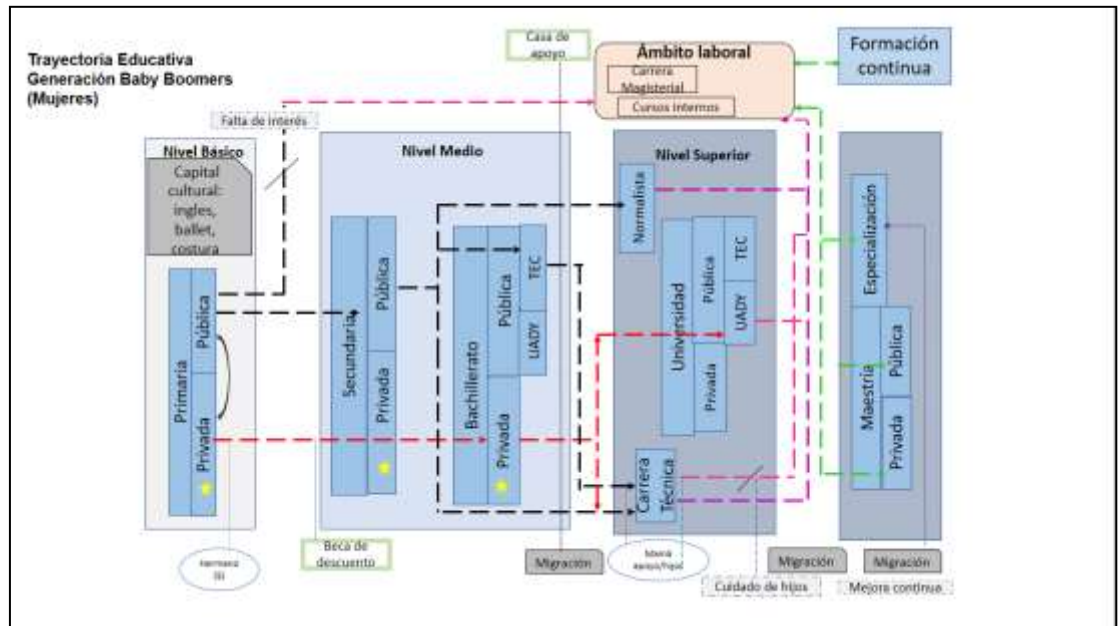 Trayectoria Educativa
Generación Baby Boomers
(Mujeres)
Casa de
apoyo
Ámbito laboral
Carrera
Magisterial
Cursos internos
Formación
continua
Falta de interés
Nivel Básico
Capital
cultural:
ingles,
ballet,
costura
Primaria
Pública
Privada
Nivel Medio
Secundaria
Pública
Privada
Bachillerato
Pública
Privada
TEC
UADY
Nivel Superior
Normalista
Universidad
Pública
Privada
TEC
UADY
Carrera
Técnica
Especialización
Maestría
Pública
Privada
Beca de
descuento
Migración
Mamá
Cuidado de hijos
Migración
Migración
Mejora continua